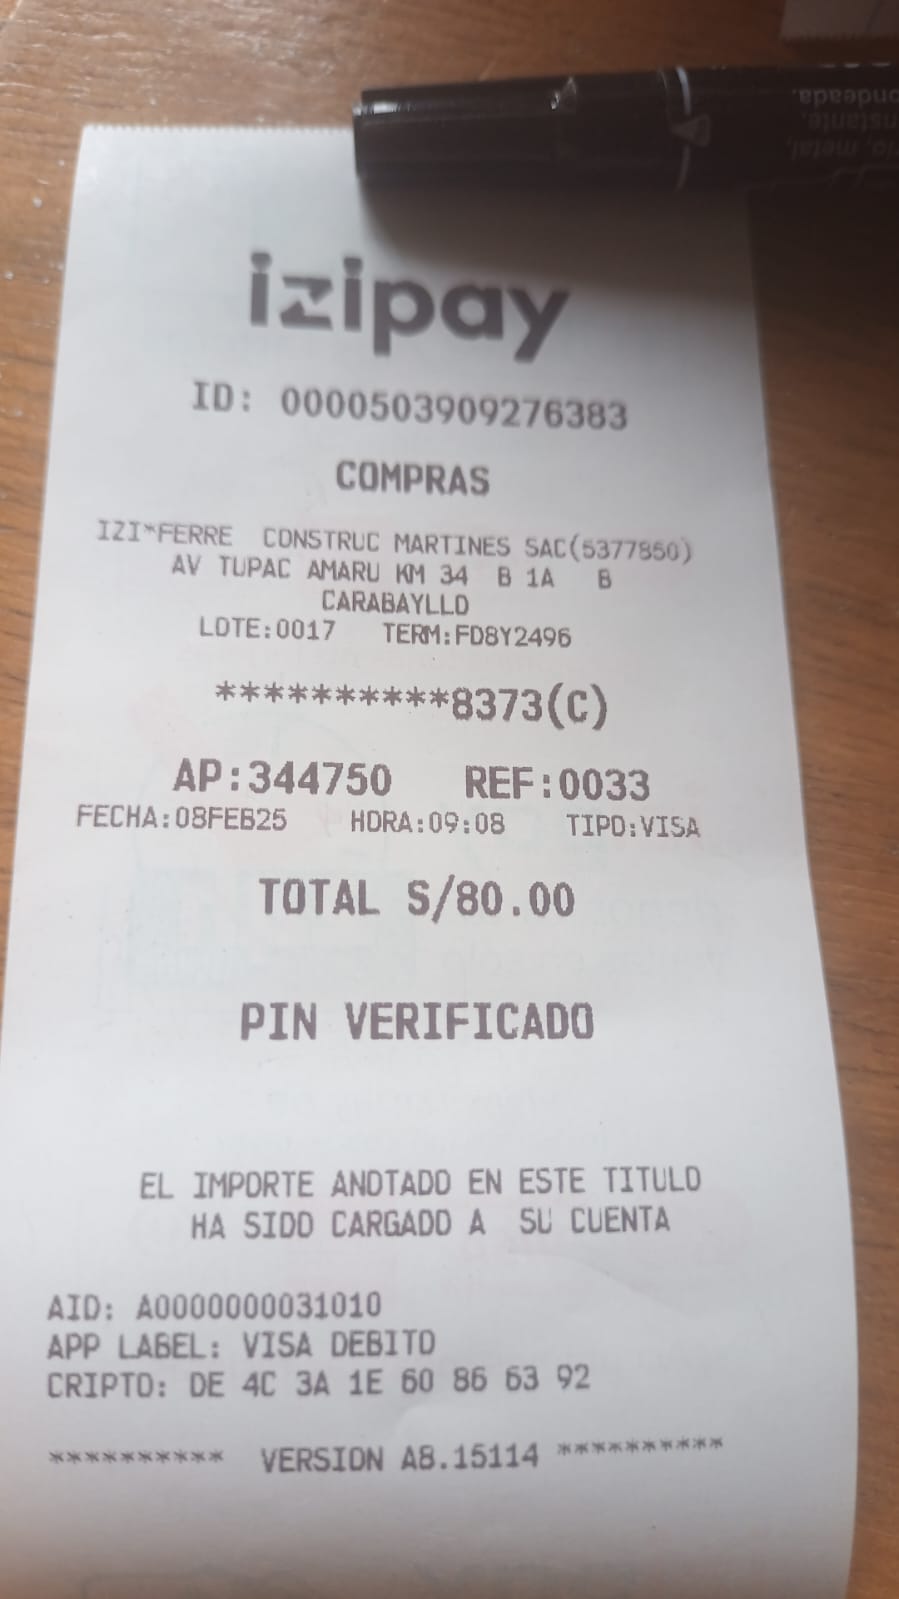 izipay
ID: 0000503909276383
COMPRAS
IZI*FERRE CONSTRUC MARTINES SAC(5377850)
AV TUPAC AMARU KM 34 B 1A B
CARABAYLLO
LOTE:0017 TERM:FD8Y2496
**********8373(C)
AP:344750 REF:0033
FECHA:08FEB25 HORA:09:08 TIPO:VISA
TOTAL S/80.00
PIN VERIFICADO
EL IMPORTE ANOTADO EN ESTE TITULO
HA SIDO CARGADO A SU CUENTA
AID: A0000000031010
APP LABEL: VISA DEBITO
CRIPTO: DE 4C 3A 1E 60 86 63 92
********** VERSION A8.15114 **********
metal,